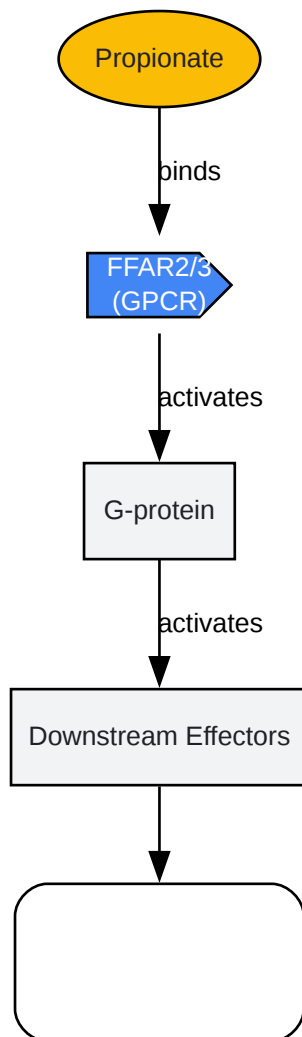 Propionate
binds
FFAR2/3
(GPCR)
activates
G-protein
activates
Downstream Effectors